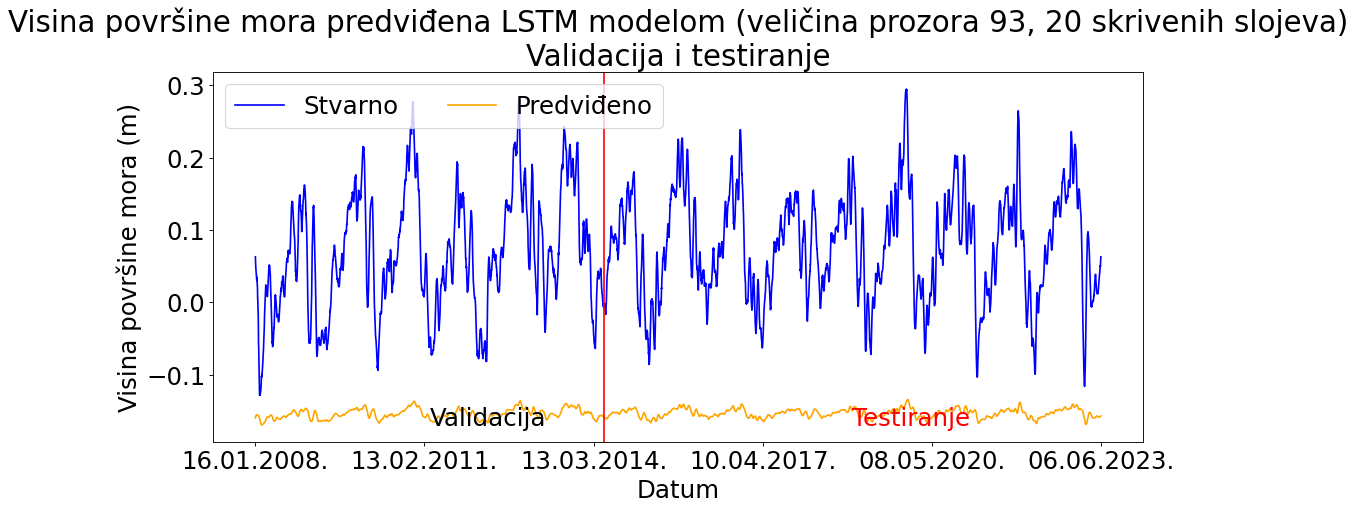 Visina površine mora predviđena LSTM modelom (veličina prozora 93, 20 skrivenih slojeva)
Validacija i testiranje
Stvarno
Predviđeno
Visina površine mora (m)
0.3
0.2
0.1
0.0
−0.1
Validacija
Testiranje
16.01.2008.
13.02.2011.
13.03.2014.
10.04.2017.
08.05.2020.
06.06.2023.
Datum